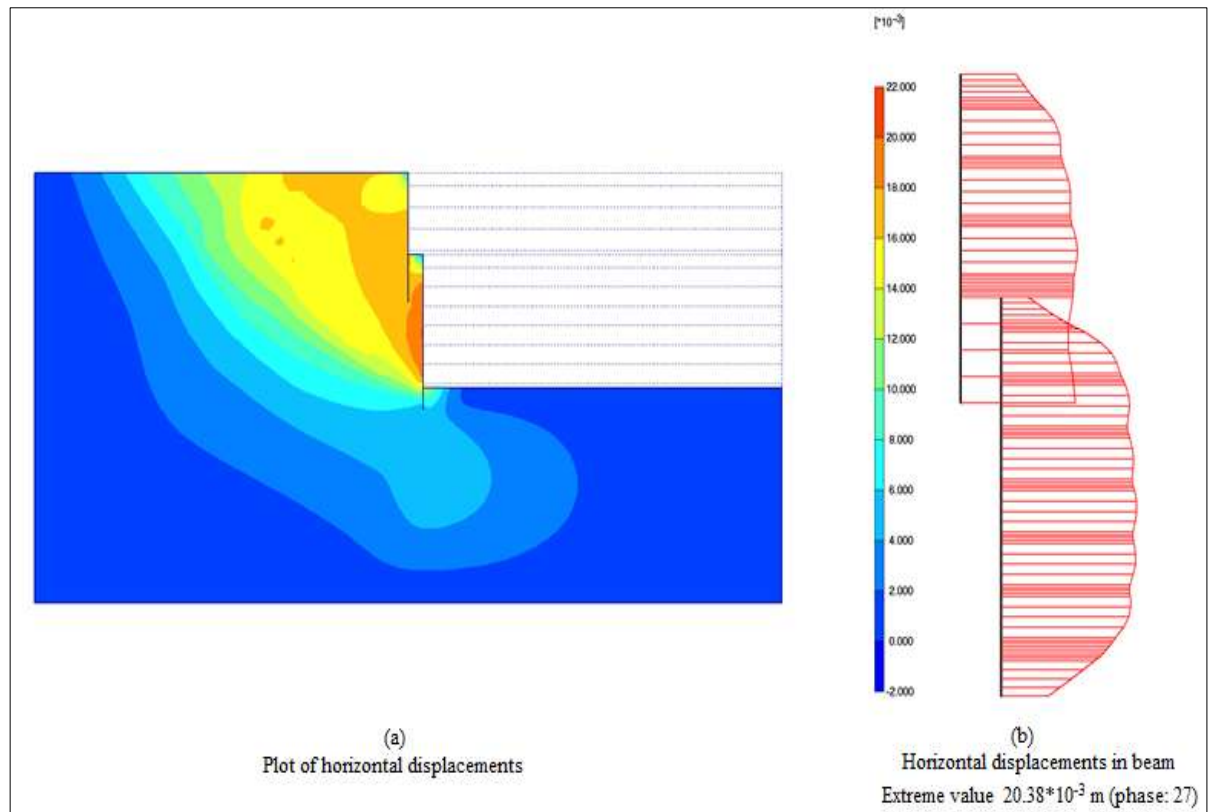 [*10⁻³]
22.000
20.000
18.000
16.000
14.000
12.000
10.000
8.000
6.000
4.000
2.000
0.000
-2.000
(a)
Plot of horizontal displacements
(b)
Horizontal displacements in beam
Extreme value 20.38*10⁻³ m (phase: 27)